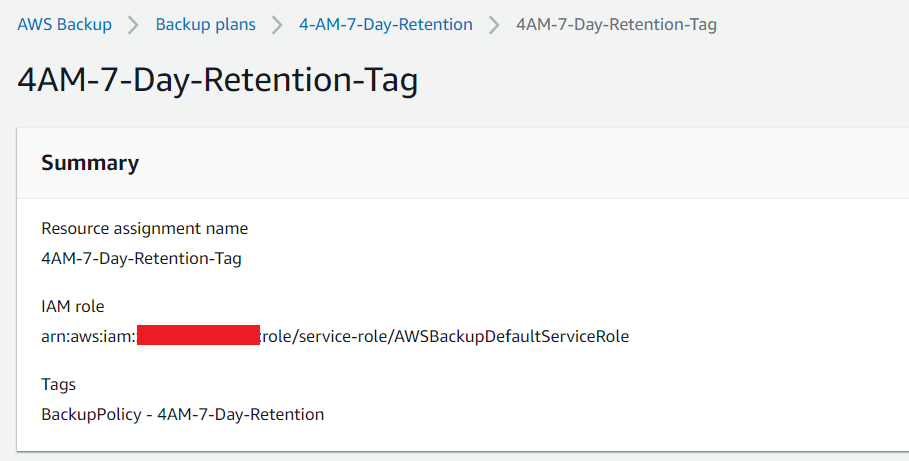 AWS Backup > Backup plans > 4-AM-7-Day-Retention > 4AM-7-Day-Retention-Tag
4AM-7-Day-Retention-Tag
Summary
Resource assignment name
4AM-7-Day-Retention-Tag
IAM role
arn:aws:iam: :role/service-role/AWSBackupDefaultServiceRole
Tags
BackupPolicy - 4AM-7-Day-Retention